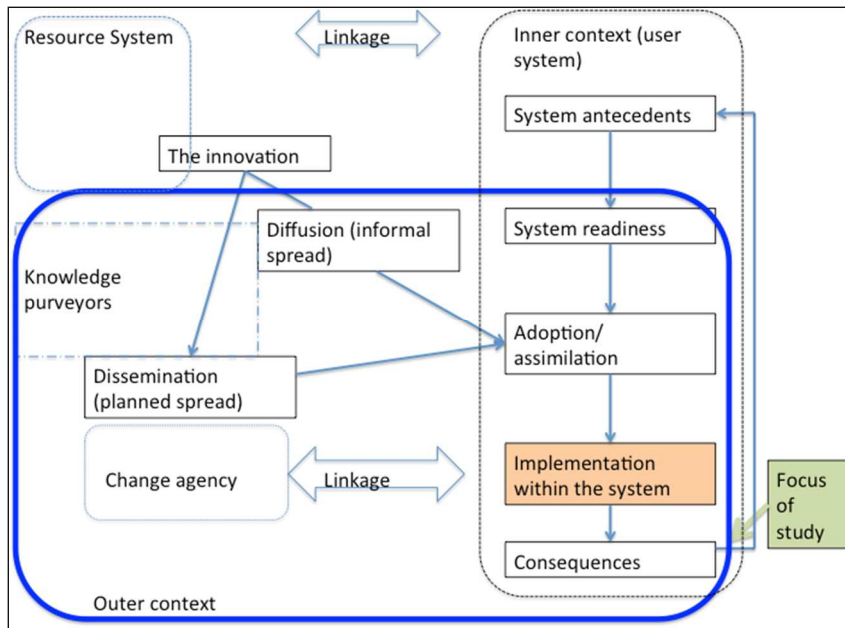 Resource System
Linkage
Inner context (user
system)
System antecedents
The innovation
Diffusion (informal
spread)
System readiness
Knowledge
purveyors
Adoption/
assimilation
Dissemination
(planned spread)
Change agency
Linkage
Implementation
within the system
Focus
of
study
Consequences
Outer context